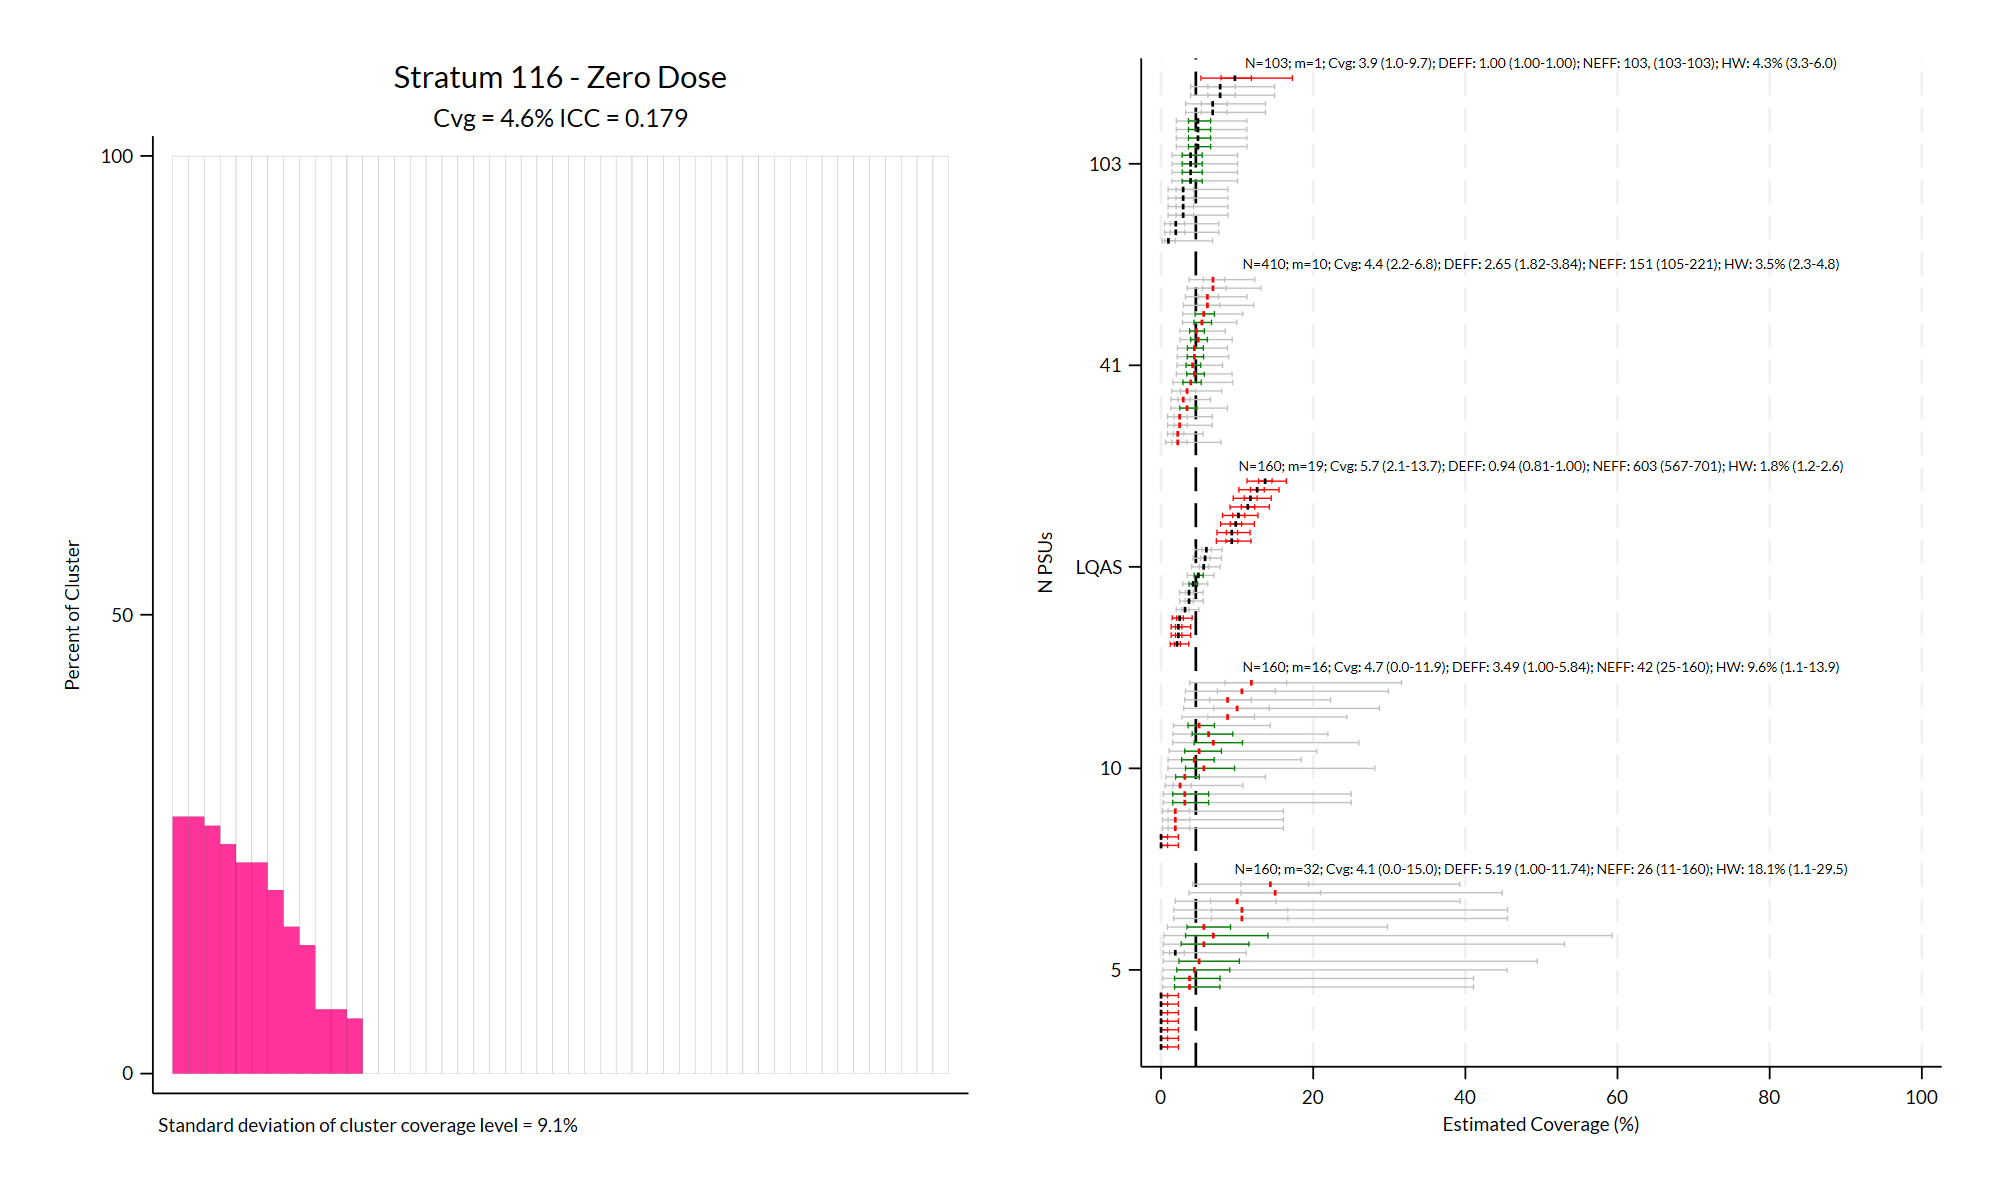 Stratum 116 - Zero Dose
Cvg = 4.6% ICC = 0.179
100
50
0
Percent of Cluster
Standard deviation of cluster coverage level = 9.1%
N=103; m=1; Cvg: 3.9 (1.0-9.7); DEFF: 1.00 (1.00-1.00); NEFF: 103, (103-103); HW: 4.3% (3.3-6.0)
103
N=410; m=10; Cvg: 4.4 (2.2-6.8); DEFF: 2.65 (1.82-3.84); NEFF: 151 (105-221); HW: 3.5% (2.3-4.8)
41
N=160; m=19; Cvg: 5.7 (2.1-13.7); DEFF: 0.94 (0.81-1.00); NEFF: 603 (567-701); HW: 1.8% (1.2-2.6)
LQAS
N=160; m=16; Cvg: 4.7 (0.0-11.9); DEFF: 3.49 (1.00-5.84); NEFF: 42 (25-160); HW: 9.6% (1.1-13.9)
10
N=160; m=32; Cvg: 4.1 (0.0-15.0); DEFF: 5.19 (1.00-11.74); NEFF: 26 (11-160); HW: 18.1% (1.1-29.5)
5
N PSUs
0 20 40 60 80 100
Estimated Coverage (%)